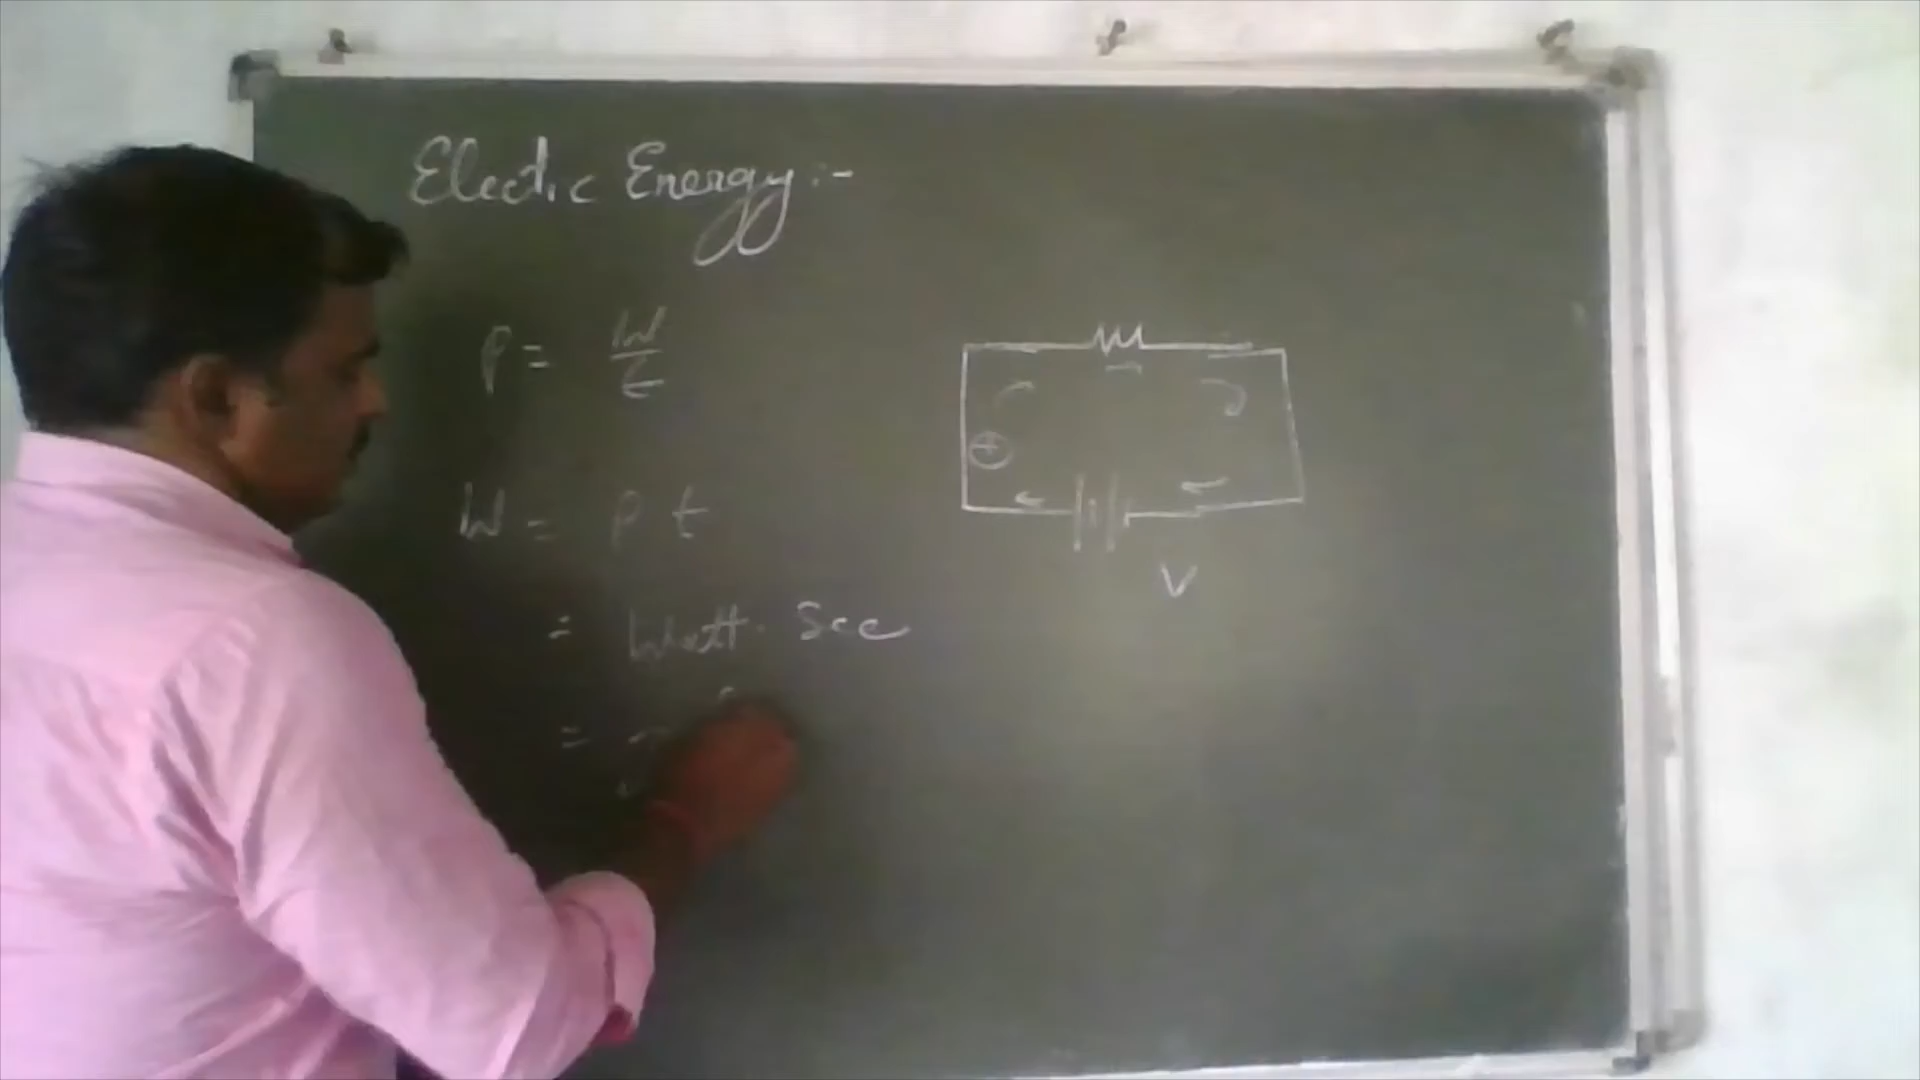 Electric Energy :-
P = W/t
W = P t
= Watt. Sec
=
+
V